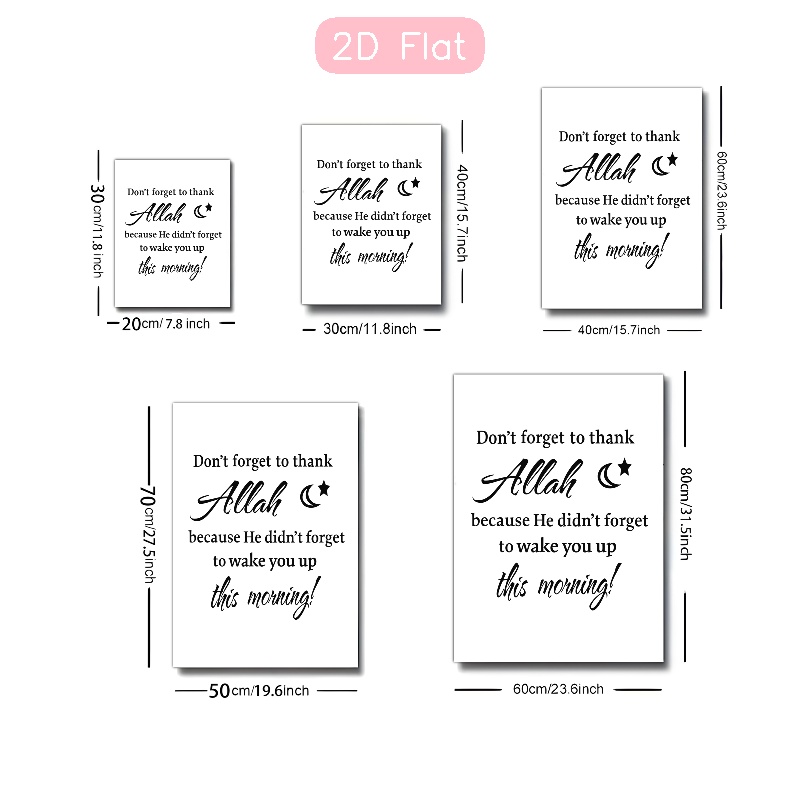 2D Flat
Don't forget to thank
Allah
because He didn't forget
to wake you up
this morning!
30cm/11.8inch
20cm/7.8 inch
Don't forget to thank
Allah
because He didn't forget
to wake you up
this morning!
40cm/15.7inch
30cm/11.8inch
Don't forget to thank
Allah
because He didn't forget
to wake you up
this morning!
60cm/23.6inch
40cm/15.7inch
Don't forget to thank
Allah
because He didn't forget
to wake you up
this morning!
70cm/27.5inch
50cm/19.6inch
Don't forget to thank
Allah
because He didn't forget
to wake you up
this morning!
80cm/31.5inch
60cm/23.6inch